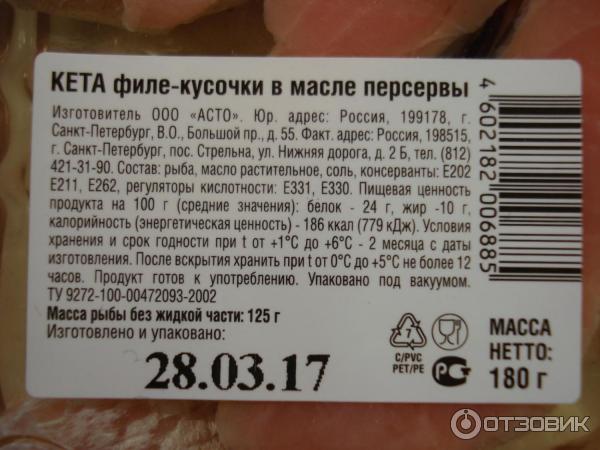 КЕТА филе-кусочки в масле персервы
Изготовитель ООО «АСТО». Юр. адрес: Россия, 199178, г.
Санкт-Петербург, В.О., Большой пр., д. 55. Факт. адрес: Россия, 198515,
г. Санкт-Петербург, пос. Стрельна, ул. Нижняя дорога, д. 2 Б, тел. (812)
421-31-90. Состав: рыба, масло растительное, соль, консерванты: Е202
Е211, Е262, регуляторы кислотности: Е331, Е330. Пищевая ценность
продукта на 100 г (средние значения): белок - 24 г, жир -10 г,
калорийность (энергетическая ценность) - 186 ккал (779 кДж). Условия
хранения и срок годности при t от +1°С до +6°С - 2 месяца с даты
изготовления. После вскрытия хранить при t от 0°С до +5°С не более 12
часов. Продукт готов к употреблению. Упаковано под вакуумом.
ТУ 9272-100-00472093-2002
Масса рыбы без жидкой части: 125 г
Изготовлено и упаковано:
28.03.17
7
C/PVC
PET/PE
РС
МАССА
НЕТТО:
180 г
4 602182 006885
ОТЗОВИК